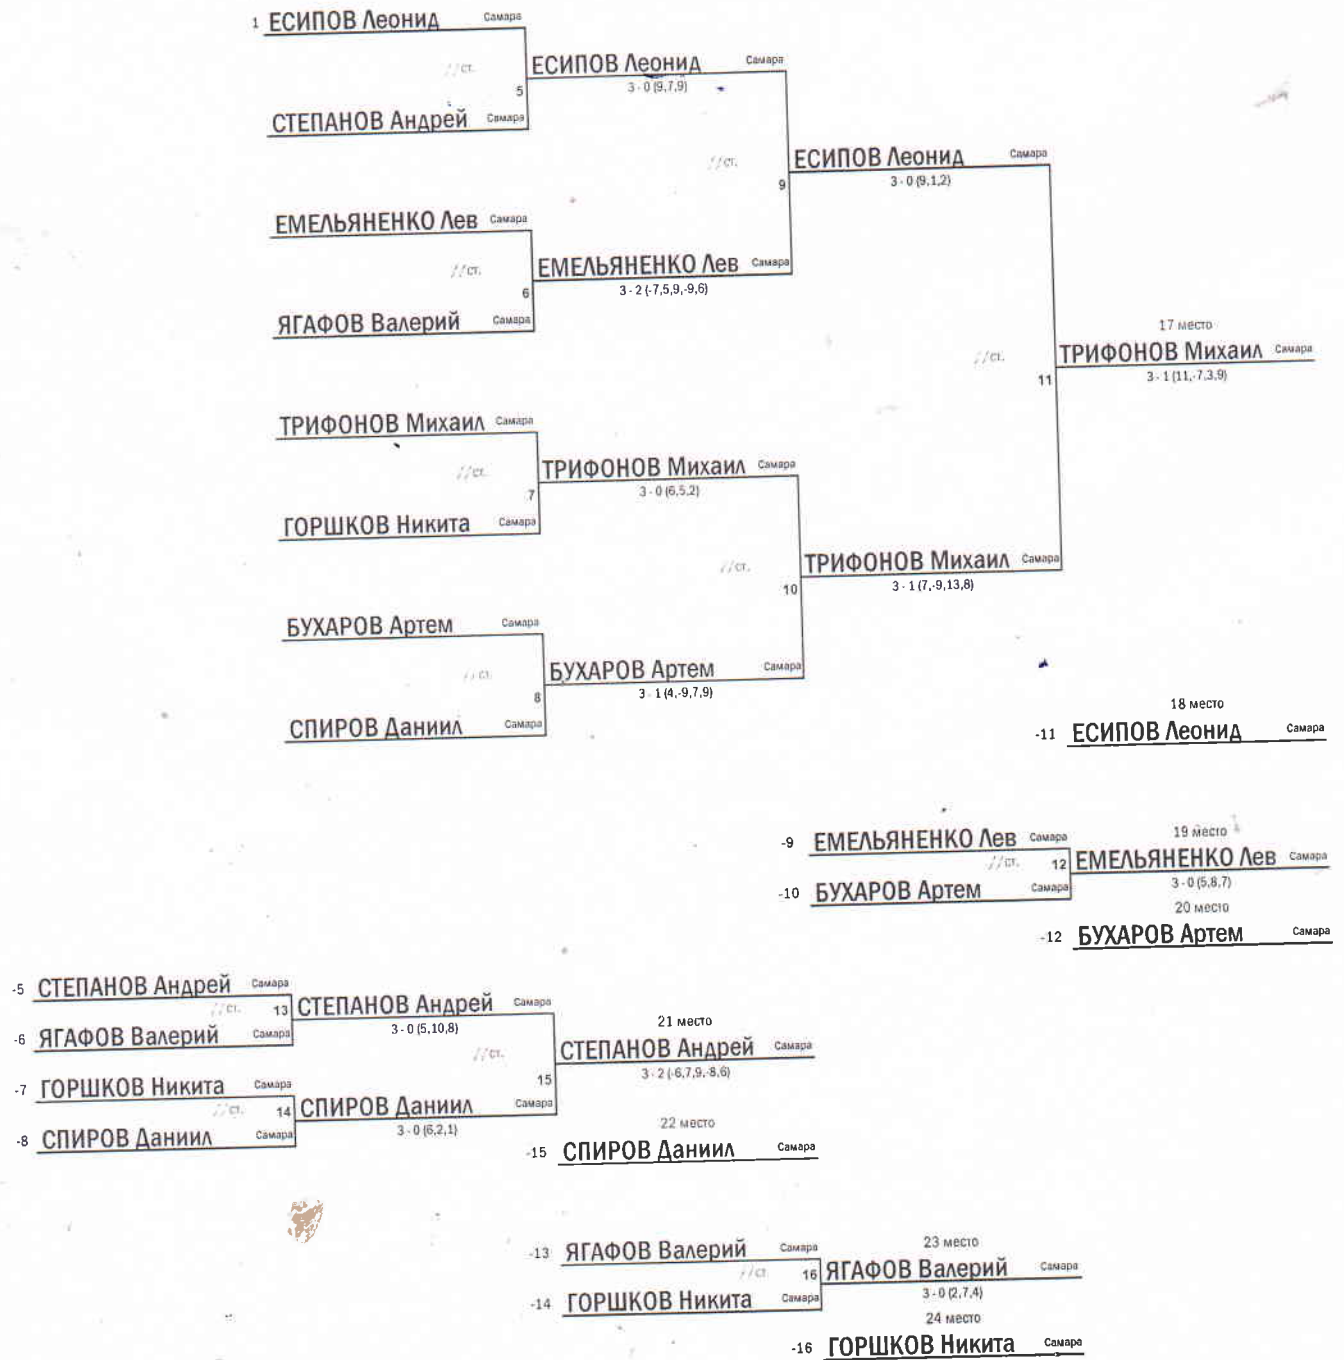 1 ЕСИПОВ Леонид Самара
//ст.
ЕСИПОВ Леонид Самара
5
3 - 0 (9,7,9)
СТЕПАНОВ Андрей Самара
//ст.
ЕСИПОВ Леонид Самара
9
3 - 0 (9,1,2)
ЕМЕЛЬЯНЕНКО Лев Самара
//ст.
ЕМЕЛЬЯНЕНКО Лев Самара
6
3 - 2 (-7,5,9,-9,6)
ЯГАФОВ Валерий Самара
17 место
//ст.
ТРИФОНОВ Михаил Самара
11
3 - 1 (11,-7,3,9)
ТРИФОНОВ Михаил Самара
//ст.
ТРИФОНОВ Михаил Самара
7
3 - 0 (6,5,2)
ГОРШКОВ Никита Самара
//ст.
ТРИФОНОВ Михаил Самара
10
3 - 1 (7,-9,13,8)
БУХАРОВ Артем Самара
//ст.
БУХАРОВ Артем Самара
8
3 - 1 (4,-9,7,9)
СПИРОВ Даниил Самара
18 место
-11 ЕСИПОВ Леонид Самара
-9 ЕМЕЛЬЯНЕНКО Лев Самара
19 место
//ст.
12 ЕМЕЛЬЯНЕНКО Лев Самара
-10 БУХАРОВ Артем Самара
3 - 0 (5,8,7)
20 место
-12 БУХАРОВ Артем Самара
-5 СТЕПАНОВ Андрей Самара
//ст.
13 СТЕПАНОВ Андрей Самара
-6 ЯГАФОВ Валерий Самара
3 - 0 (5,10,8)
21 место
//ст.
15
СТЕПАНОВ Андрей Самара
3 - 2 (-6,7,9,-8,6)
-7 ГОРШКОВ Никита Самара
//ст.
14 СПИРОВ Даниил Самара
-8 СПИРОВ Даниил Самара
3 - 0 (6,2,1)
22 место
-15 СПИРОВ Даниил Самара
-13 ЯГАФОВ Валерий Самара
23 место
//ст.
16 ЯГАФОВ Валерий Самара
-14 ГОРШКОВ Никита Самара
3 - 0 (2,7,4)
24 место
-16 ГОРШКОВ Никита Самара